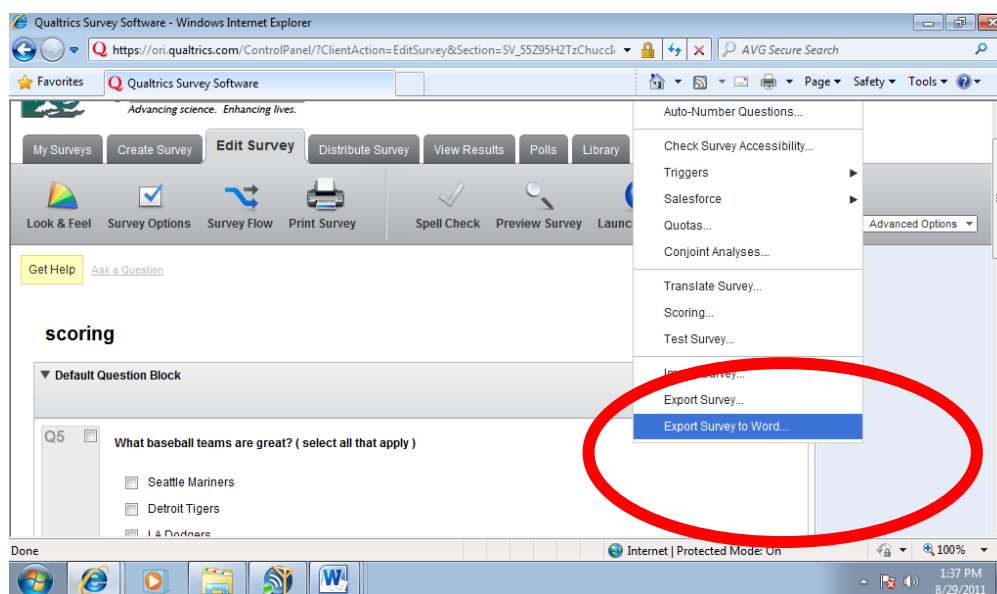 Qualtrics Survey Software - Windows Internet Explorer
https://ori.qualtrics.com/ControlPanel/?ClientAction=EditSurvey&Section=SV_55Z95H2TzChuccl
AVG Secure Search
Favorites
Qualtrics Survey Software
Page
Safety
Tools
Advancing science. Enhancing lives.
My Surveys
Create Survey
Edit Survey
Distribute Survey
View Results
Polls
Library
Look & Feel
Survey Options
Survey Flow
Print Survey
Spell Check
Preview Survey
Launc
Advanced Options
Auto-Number Questions...
Check Survey Accessibility...
Triggers
Salesforce
Quotas...
Conjoint Analyses...
Translate Survey...
Scoring...
Test Survey...
Survey...
Export Survey...
Export Survey to Word...
Get Help
Ask a Question
scoring
Default Question Block
Q5
What baseball teams are great? ( select all that apply )
Seattle Mariners
Detroit Tigers
LA Dodgers
Done
Internet | Protected Mode: On
100%
1:37 PM
8/29/2011